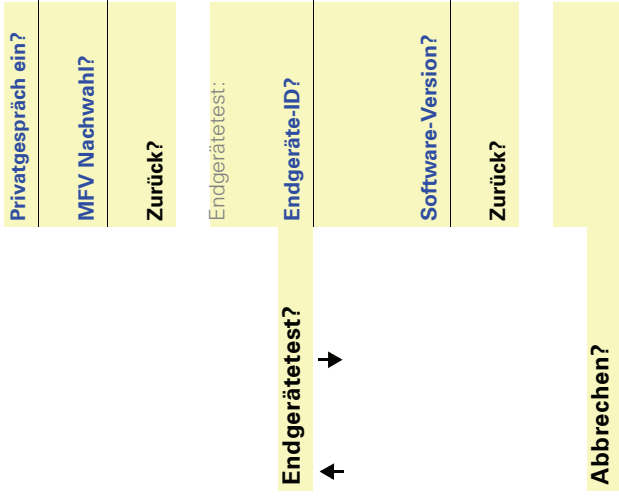 Privatgespräch ein?
MFV Nachwahl?
Zurück?
Endgerätetest:
Endgerätetest?
Endgeräte-ID?
Software-Version?
Zurück?
Abbrechen?